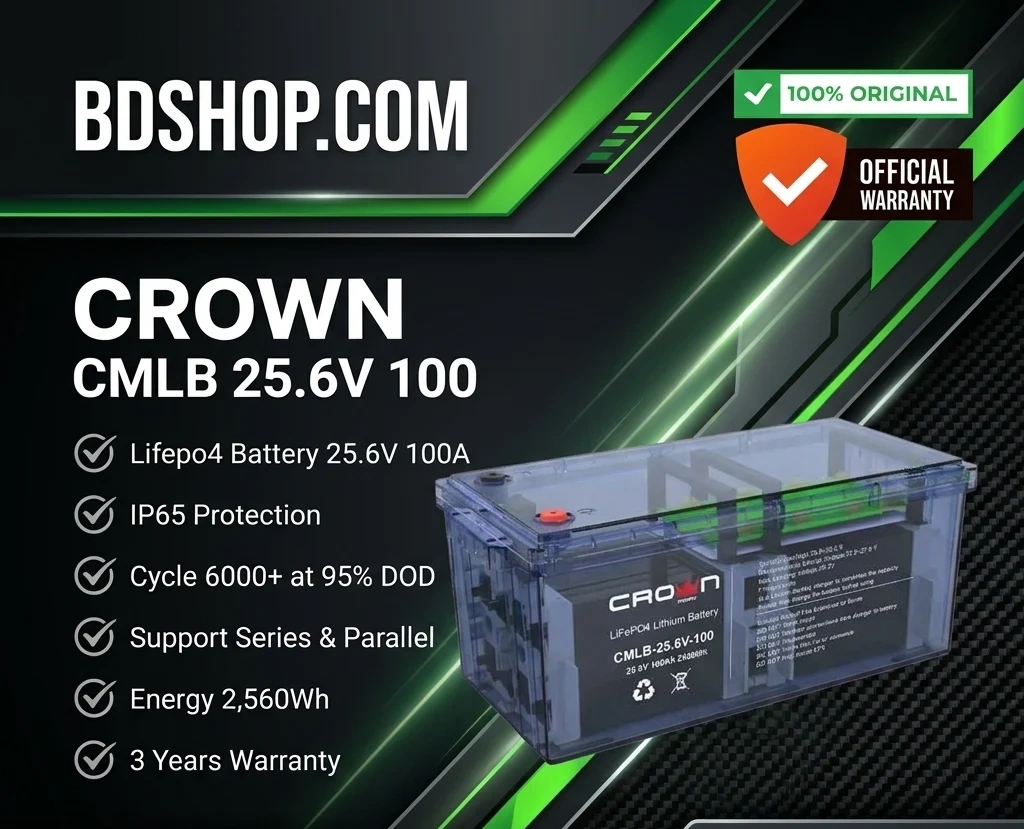 BDSHOP.COM
100% ORIGINAL
OFFICIAL
WARRANTY
CROWN
CMLB 25.6V 100
Lifepo4 Battery 25.6V 100A
IP65 Protection
Cycle 6000+ at 95% DOD
Support Series & Parallel
Energy 2,560Wh
3 Years Warranty
CROWN
LiFePO4 Lithium Battery
CMLB-25.6V-100